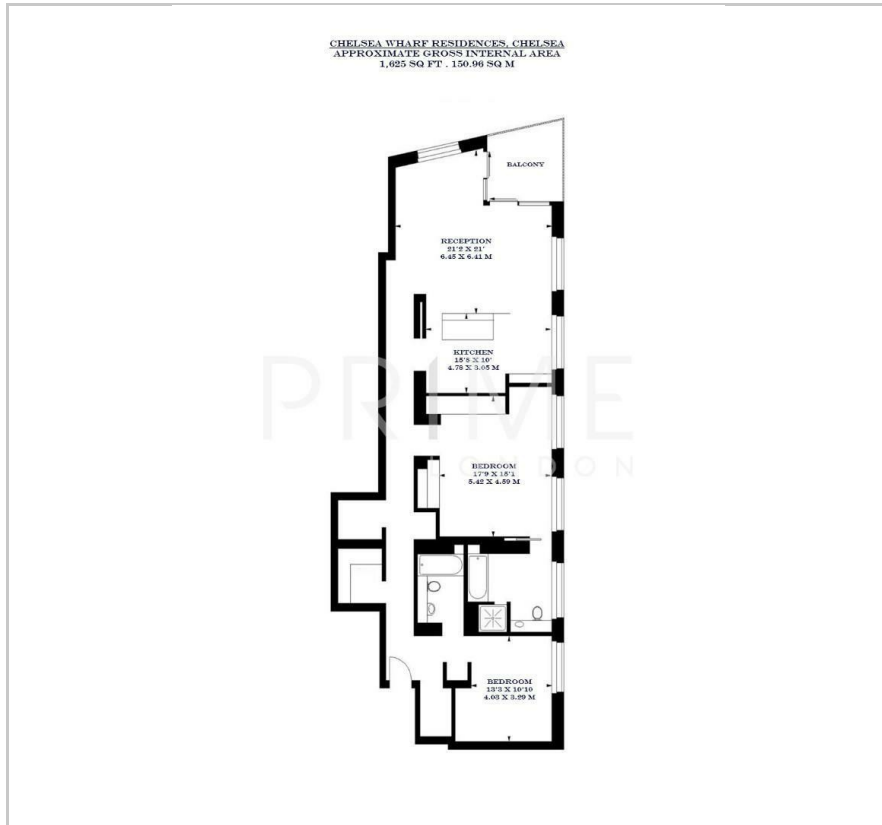 CHELSEA WHARF RESIDENCES, CHELSEA
APPROXIMATE GROSS INTERNAL AREA
1,625 SQ FT . 150.96 SQ M
BALCONY
RECEPTION
21'2 X 21'
6.45 X 6.41 M
KITCHEN
15'8 X 10'
4.78 X 3.05 M
PRIME
LONDON
BEDROOM
17'9 X 15'1
5.42 X 4.59 M
BEDROOM
13'3 X 10'10
4.03 X 3.29 M